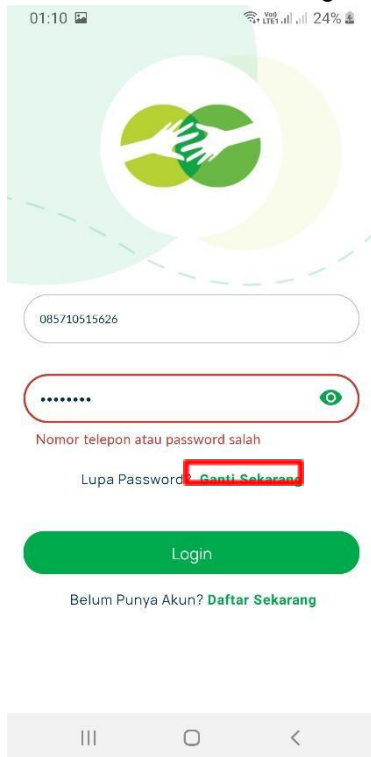 01:10 24%
085710515626
••••••••
Nomor telepon atau password salah
Lupa Password? Ganti Sekarang
Login
Belum Punya Akun? Daftar Sekarang